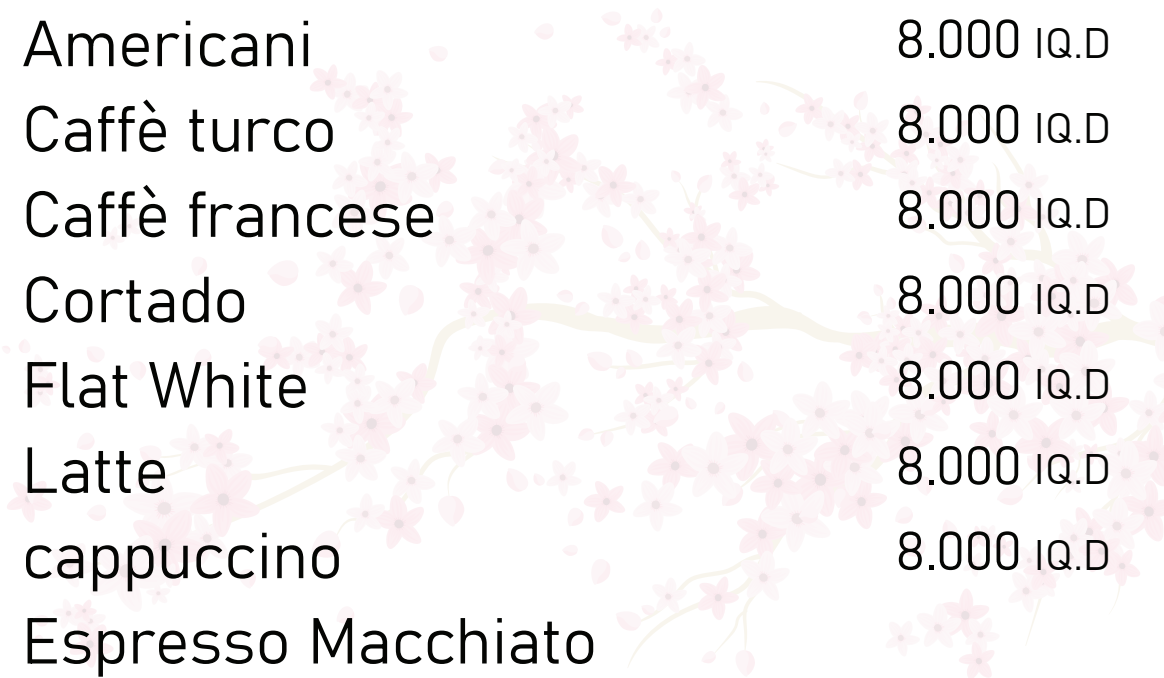 Americani 8.000 IQ.D
Caffè turco 8.000 IQ.D
Caffè francese 8.000 IQ.D
Cortado 8.000 IQ.D
Flat White 8.000 IQ.D
Latte 8.000 IQ.D
cappuccino 8.000 IQ.D
Espresso Macchiato